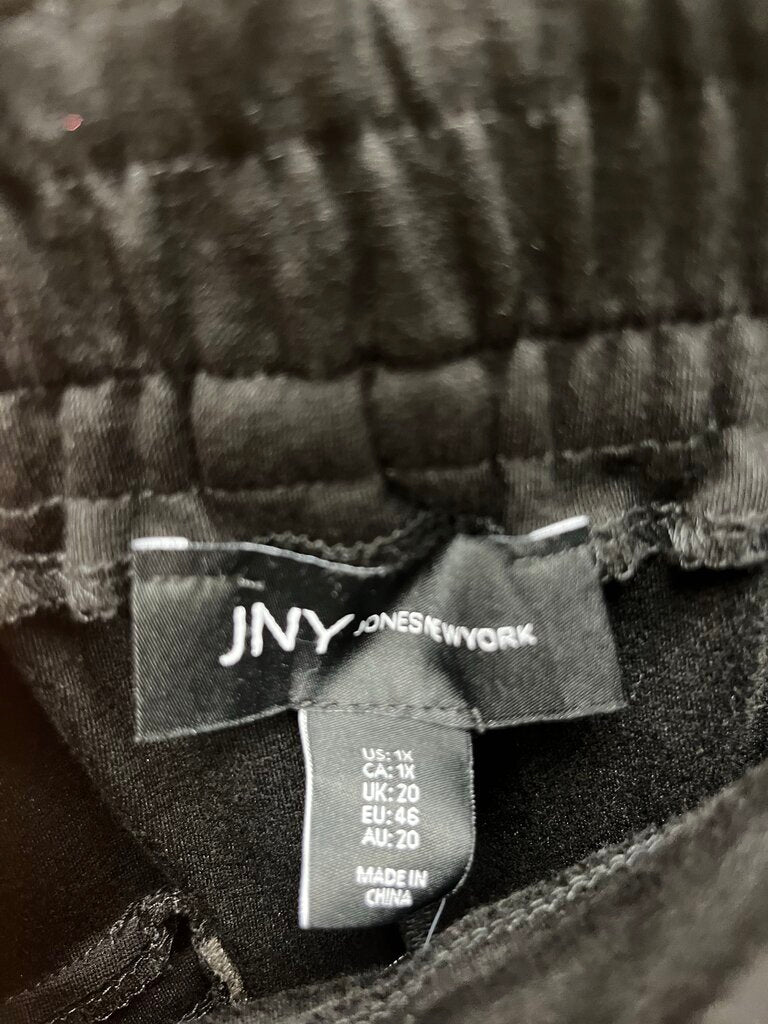 JNY JONES NEW YORK
US: 1X
CA: 1X
UK: 20
EU: 46
AU: 20
MADE IN
CHINA